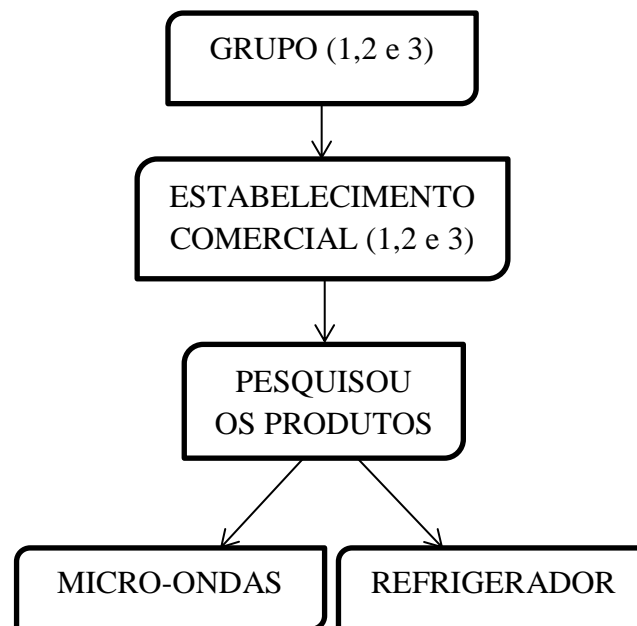 GRUPO (1,2 e 3)
ESTABELECIMENTO
COMERCIAL (1,2 e 3)
PESQUISOU
OS PRODUTOS
MICRO-ONDAS
REFRIGERADOR